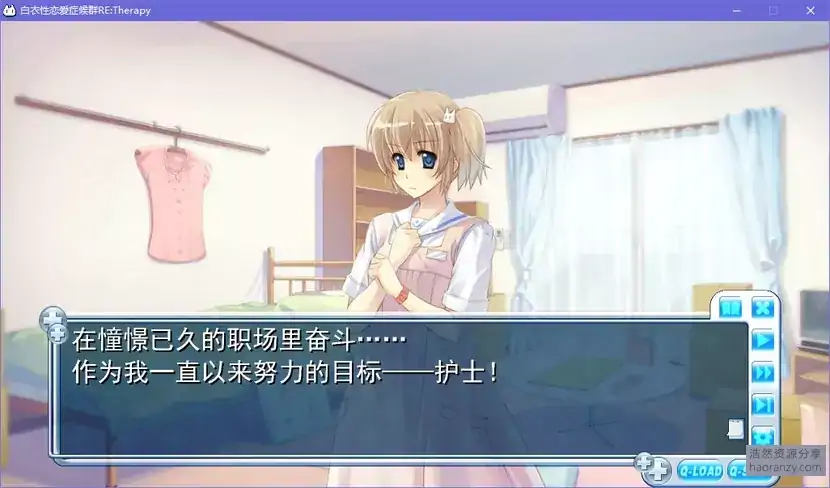 白衣性恋爱症候群RE:Therapy
在憧憬已久的职场里奋斗……
作为我一直以来努力的目标——护士！
Q-LOAD
Q-S
浩然资源分享
haoranzy.com